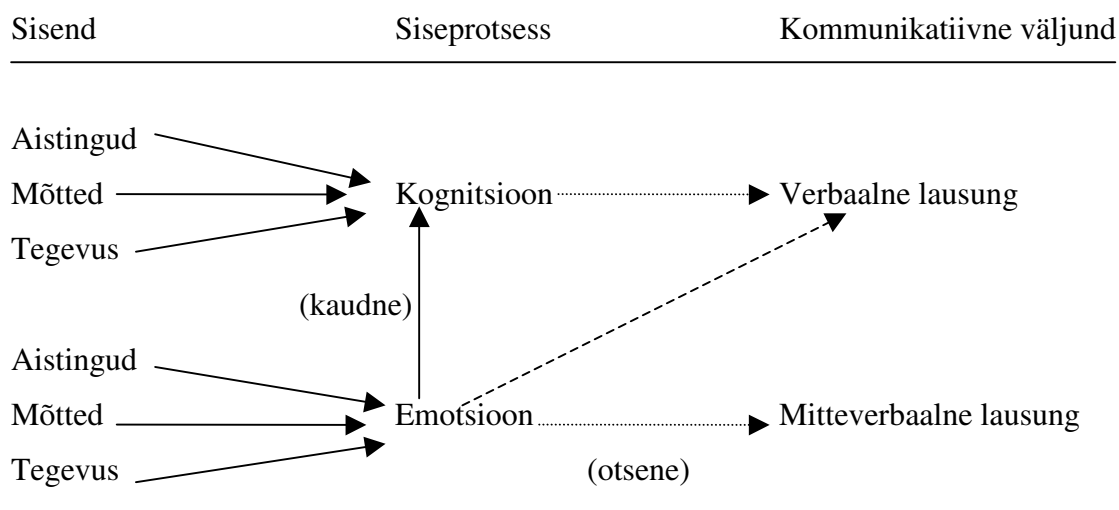 Sisend Siseprotsess Kommunikatiivne väljund
Aistingud
Mõtted Kognitsioon Verbaalne lausung
Tegevus
(kaudne)
Aistingud
Mõtted Emotsioon Mitteverbaalne lausung
Tegevus (otsene)